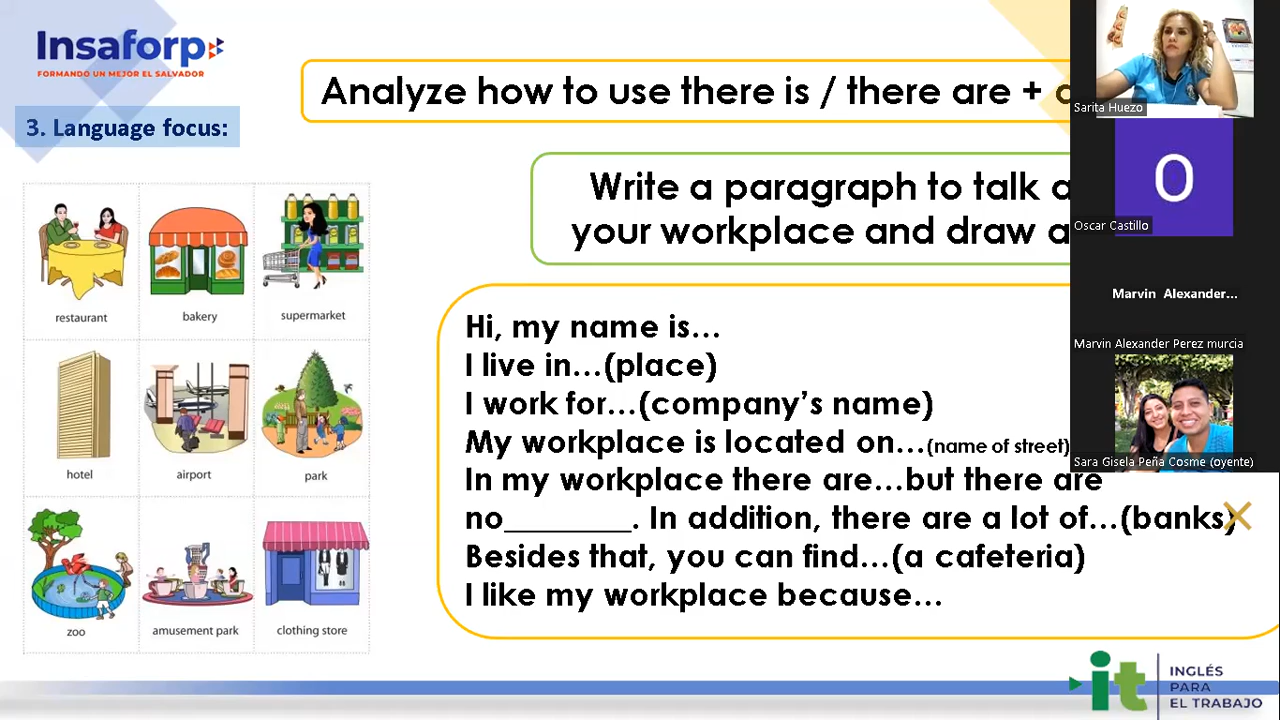 Insaforp
FORMANDO UN MEJOR EL SALVADOR
3. Language focus:
Analyze how to use there is / there are +
Write a paragraph to talk
your workplace and draw
restaurant
bakery
supermarket
hotel
airport
park
zoo
amusement park
clothing store
Hi, my name is…
I live in…(place)
I work for…(company’s name)
My workplace is located on…(name of street)
In my workplace there are…but there are
no________. In addition, there are a lot of…(banks)
Besides that, you can find…(a cafeteria)
I like my workplace because…
Sarita Huezo
O
Oscar Castillo
Marvin Alexander...
Marvin Alexander Perez murcia
Sara Gisela Peña Cosme (oyente)
it
INGLÉS
PARA
EL TRABAJO